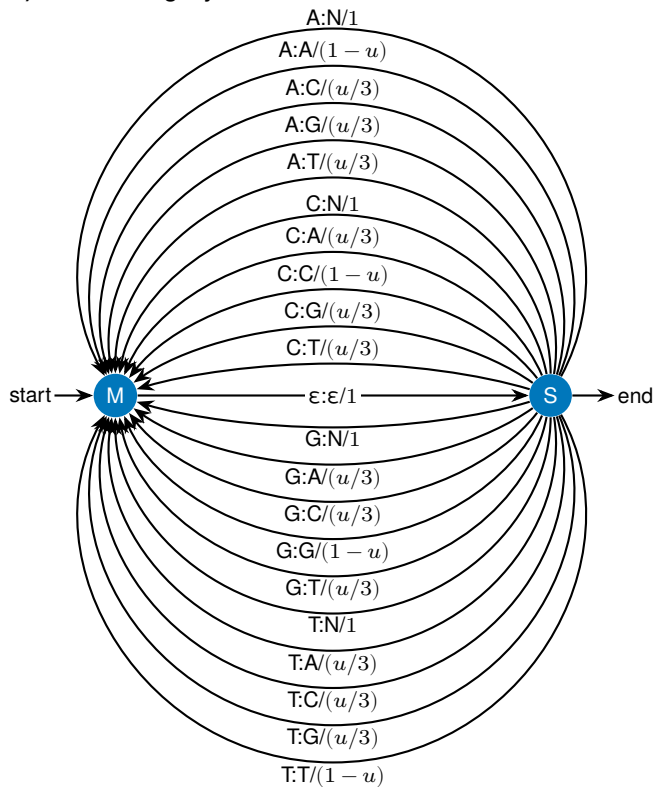 A:N/1
A:A/(1 − u)
A:C/(u/3)
A:G/(u/3)
A:T/(u/3)
C:N/1
C:A/(u/3)
C:C/(1 − u)
C:G/(u/3)
C:T/(u/3)
start M ε:ε/1 S end
G:N/1
G:A/(u/3)
G:C/(u/3)
G:G/(1 − u)
G:T/(u/3)
T:N/1
T:A/(u/3)
T:C/(u/3)
T:G/(u/3)
T:T/(1 − u)